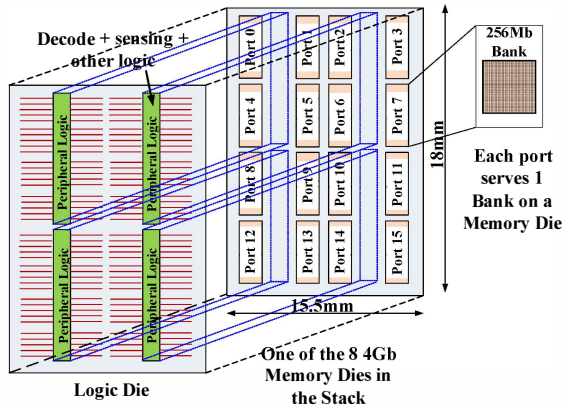 Decode + sensing +
other logic
Port 0
Port 1
Port 2
Port 3
Port 4
Port 5
Port 6
Port 7
Port 8
Port 9
Port 10
Port 11
Port 12
Port 13
Port 14
Port 15
Peripheral Logic
Peripheral Logic
Peripheral Logic
Peripheral Logic
256Mb
Bank
18mm
Each port
serves 1
Bank on a
Memory Die
15.5mm
One of the 8 4Gb
Memory Dies in
the Stack
Logic Die